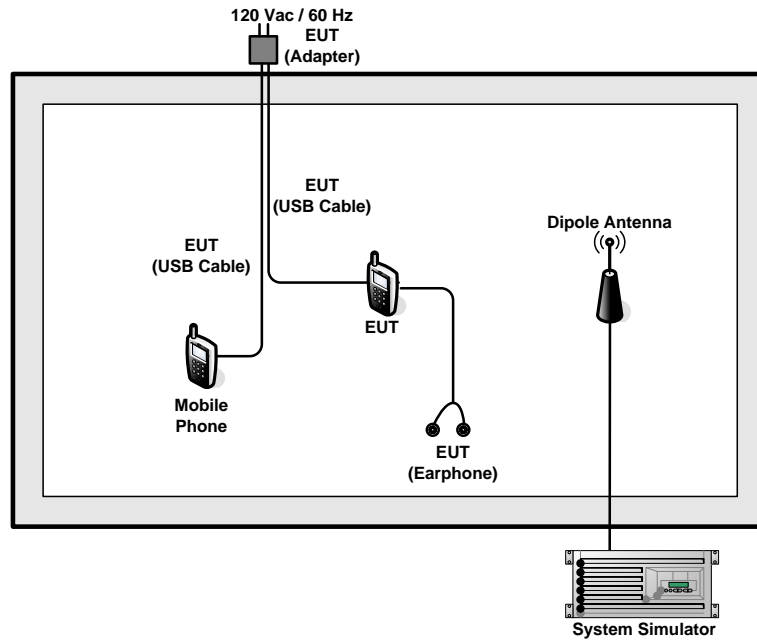 120 Vac / 60 Hz
EUT
(Adapter)
EUT
(USB Cable)
EUT
(USB Cable)
Dipole Antenna
EUT
Mobile
Phone
EUT
(Earphone)
System Simulator